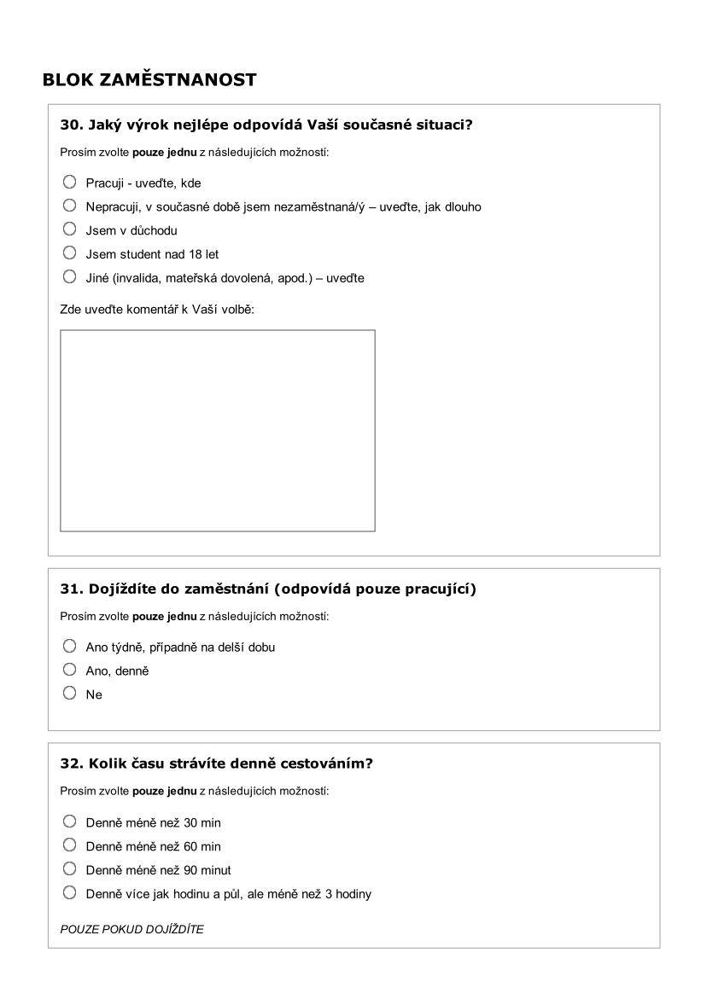 BLOK ZAMĚSTNANOST
30. Jaký výrok nejlépe odpovídá Vaší současné situaci?
Prosím zvolte pouze jednu z následujících možností:
Pracuji - uveďte, kde
Nepracuji, v současné době jsem nezaměstnaná/ý – uveďte, jak dlouho
Jsem v důchodu
Jsem student nad 18 let
Jiné (invalida, mateřská dovolená, apod.) – uveďte
Zde uveďte komentář k Vaší volbě:
31. Dojíždíte do zaměstnání (odpovídá pouze pracující)
Prosím zvolte pouze jednu z následujících možností:
Ano týdně, případně na delší dobu
Ano, denně
Ne
32. Kolik času strávíte denně cestováním?
Prosím zvolte pouze jednu z následujících možností:
Denně méně než 30 min
Denně méně než 60 min
Denně méně než 90 minut
Denně více jak hodinu a půl, ale méně než 3 hodiny
POUZE POKUD DOJÍŽDÍTE